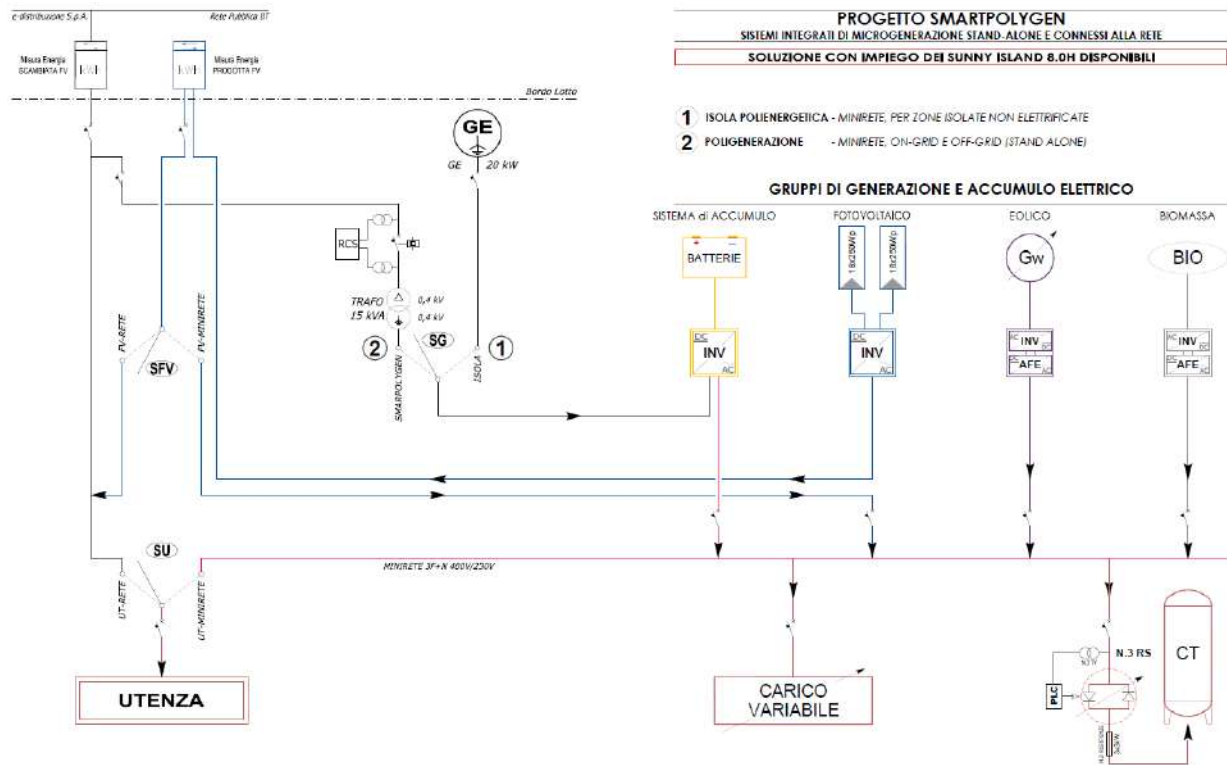 e-distribuzione S.p.A.
Rete Pubblica BT
Misura Energia
SCAMBIATA FV
kWh
Misura Energia
PRODOTTA FV
kWh
Bordo Lotto
PROGETTO SMARTPOLYGEN
SISTEMI INTEGRATI DI MICROGENERAZIONE STAND-ALONE E CONNESSI ALLA RETE
SOLUZIONE CON IMPIEGO DEI SUNNY ISLAND 8.0H DISPONIBILI
1 ISOLA POLIENERGETICA - MINIRETE, PER ZONE ISOLATE NON ELETTRIFICATE
2 POLIGENERAZIONE - MINIRETE, ON-GRID E OFF-GRID (STAND ALONE)
GE
GE 20 kW
GRUPPI DI GENERAZIONE E ACCUMULO ELETTRICO
SISTEMA di ACCUMULO
FOTOVOLTAICO
EOLICO
BIOMASSA
BATTERIE
18x250Wp
18x250Wp
Gw
BIO
RCS
TRAFO
15 kVA
0,4 kV
0,4 kV
2
SG
1
SMARPOLYGEN
ISOLA
FV-RETE
SFV
FV-MINIRETE
DC
INV
AC
DC
INV
AC
INV
AFE
INV
AFE
SU
UT-RETE
UT-MINIRETE
MINIRETE 3F+N 400V/230V
UTENZA
CARICO
VARIABILE
N.3 RS
PLC
CT